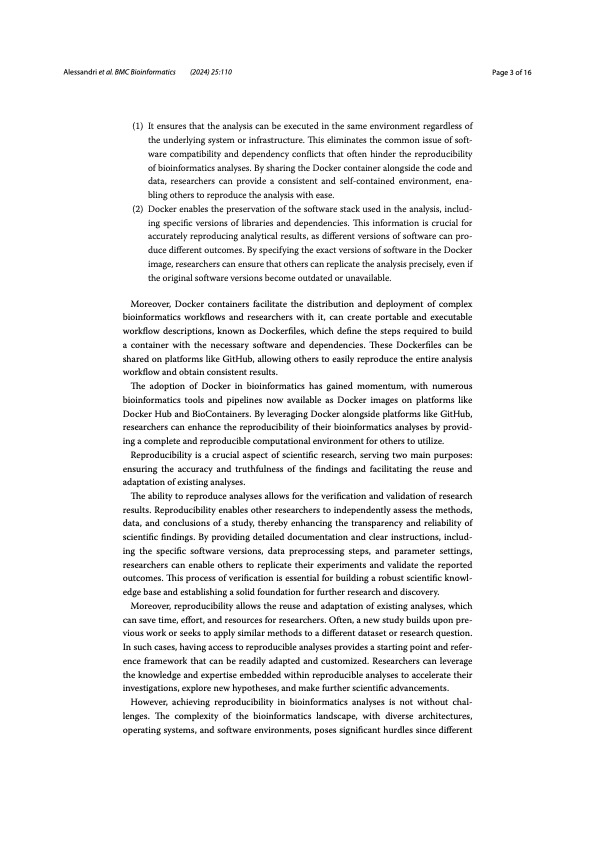 Alessandri et al. BMC Bioinformatics (2024) 25:110 Page 3 of 16
(1) It ensures that the analysis can be executed in the same environment regardless of
the underlying system or infrastructure. This eliminates the common issue of soft-
ware compatibility and dependency conflicts that often hinder the reproducibility
of bioinformatics analyses. By sharing the Docker container alongside the code and
data, researchers can provide a consistent and self-contained environment, ena-
bling others to reproduce the analysis with ease.
(2) Docker enables the preservation of the software stack used in the analysis, includ-
ing specific versions of libraries and dependencies. This information is crucial for
accurately reproducing analytical results, as different versions of software can pro-
duce different outcomes. By specifying the exact versions of software in the Docker
image, researchers can ensure that others can replicate the analysis precisely, even if
the original software versions become outdated or unavailable.
Moreover, Docker containers facilitate the distribution and deployment of complex
bioinformatics workflows and researchers with it, can create portable and executable
workflow descriptions, known as Dockerfiles, which define the steps required to build
a container with the necessary software and dependencies. These Dockerfiles can be
shared on platforms like GitHub, allowing others to easily reproduce the entire analysis
workflow and obtain consistent results.
The adoption of Docker in bioinformatics has gained momentum, with numerous
bioinformatics tools and pipelines now available as Docker images on platforms like
Docker Hub and BioContainers. By leveraging Docker alongside platforms like GitHub,
researchers can enhance the reproducibility of their bioinformatics analyses by provid-
ing a complete and reproducible computational environment for others to utilize.
Reproducibility is a crucial aspect of scientific research, serving two main purposes:
ensuring the accuracy and truthfulness of the findings and facilitating the reuse and
adaptation of existing analyses.
The ability to reproduce analyses allows for the verification and validation of research
results. Reproducibility enables other researchers to independently assess the methods,
data, and conclusions of a study, thereby enhancing the transparency and reliability of
scientific findings. By providing detailed documentation and clear instructions, includ-
ing the specific software versions, data preprocessing steps, and parameter settings,
researchers can enable others to replicate their experiments and validate the reported
outcomes. This process of verification is essential for building a robust scientific knowl-
edge base and establishing a solid foundation for further research and discovery.
Moreover, reproducibility allows the reuse and adaptation of existing analyses, which
can save time, effort, and resources for researchers. Often, a new study builds upon pre-
vious work or seeks to apply similar methods to a different dataset or research question.
In such cases, having access to reproducible analyses provides a starting point and refer-
ence framework that can be readily adapted and customized. Researchers can leverage
the knowledge and expertise embedded within reproducible analyses to accelerate their
investigations, explore new hypotheses, and make further scientific advancements.
However, achieving reproducibility in bioinformatics analyses is not without chal-
lenges. The complexity of the bioinformatics landscape, with diverse architectures,
operating systems, and software environments, poses significant hurdles since different